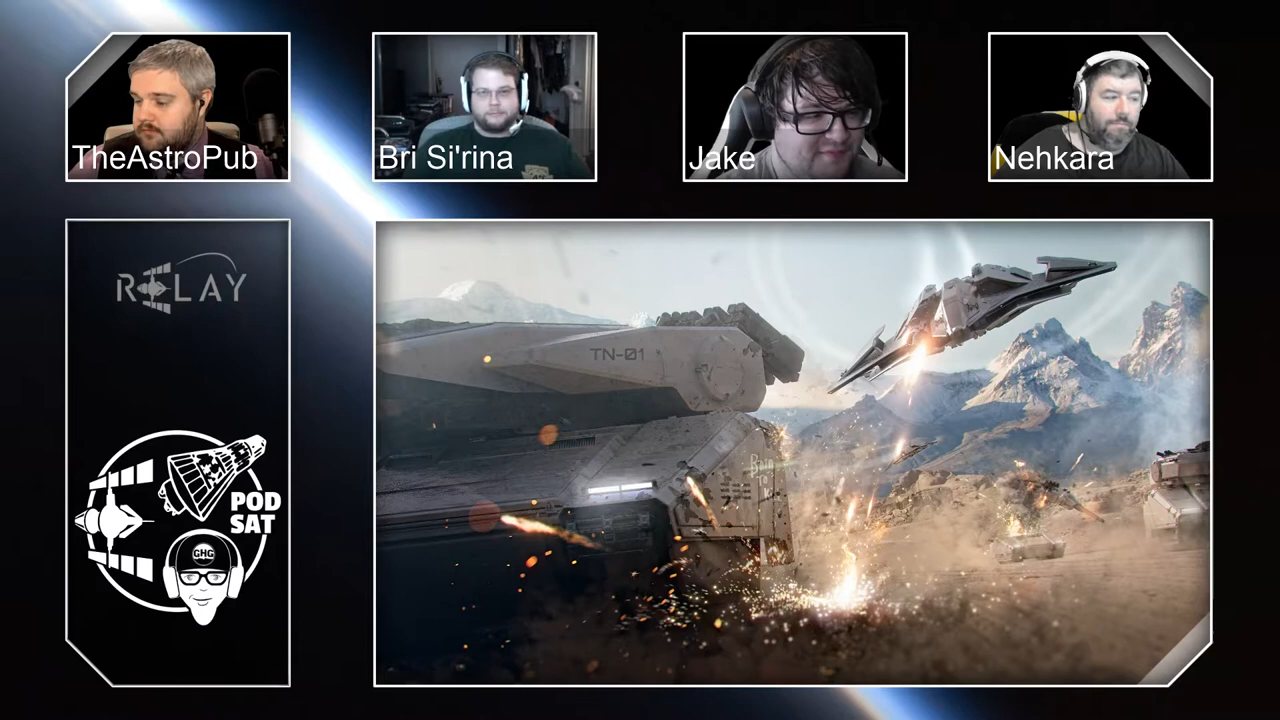 TheAstroPub
Bri Si'rina
Jake
Nehkara
RELAY
TN-01
POD
SAT
GHG